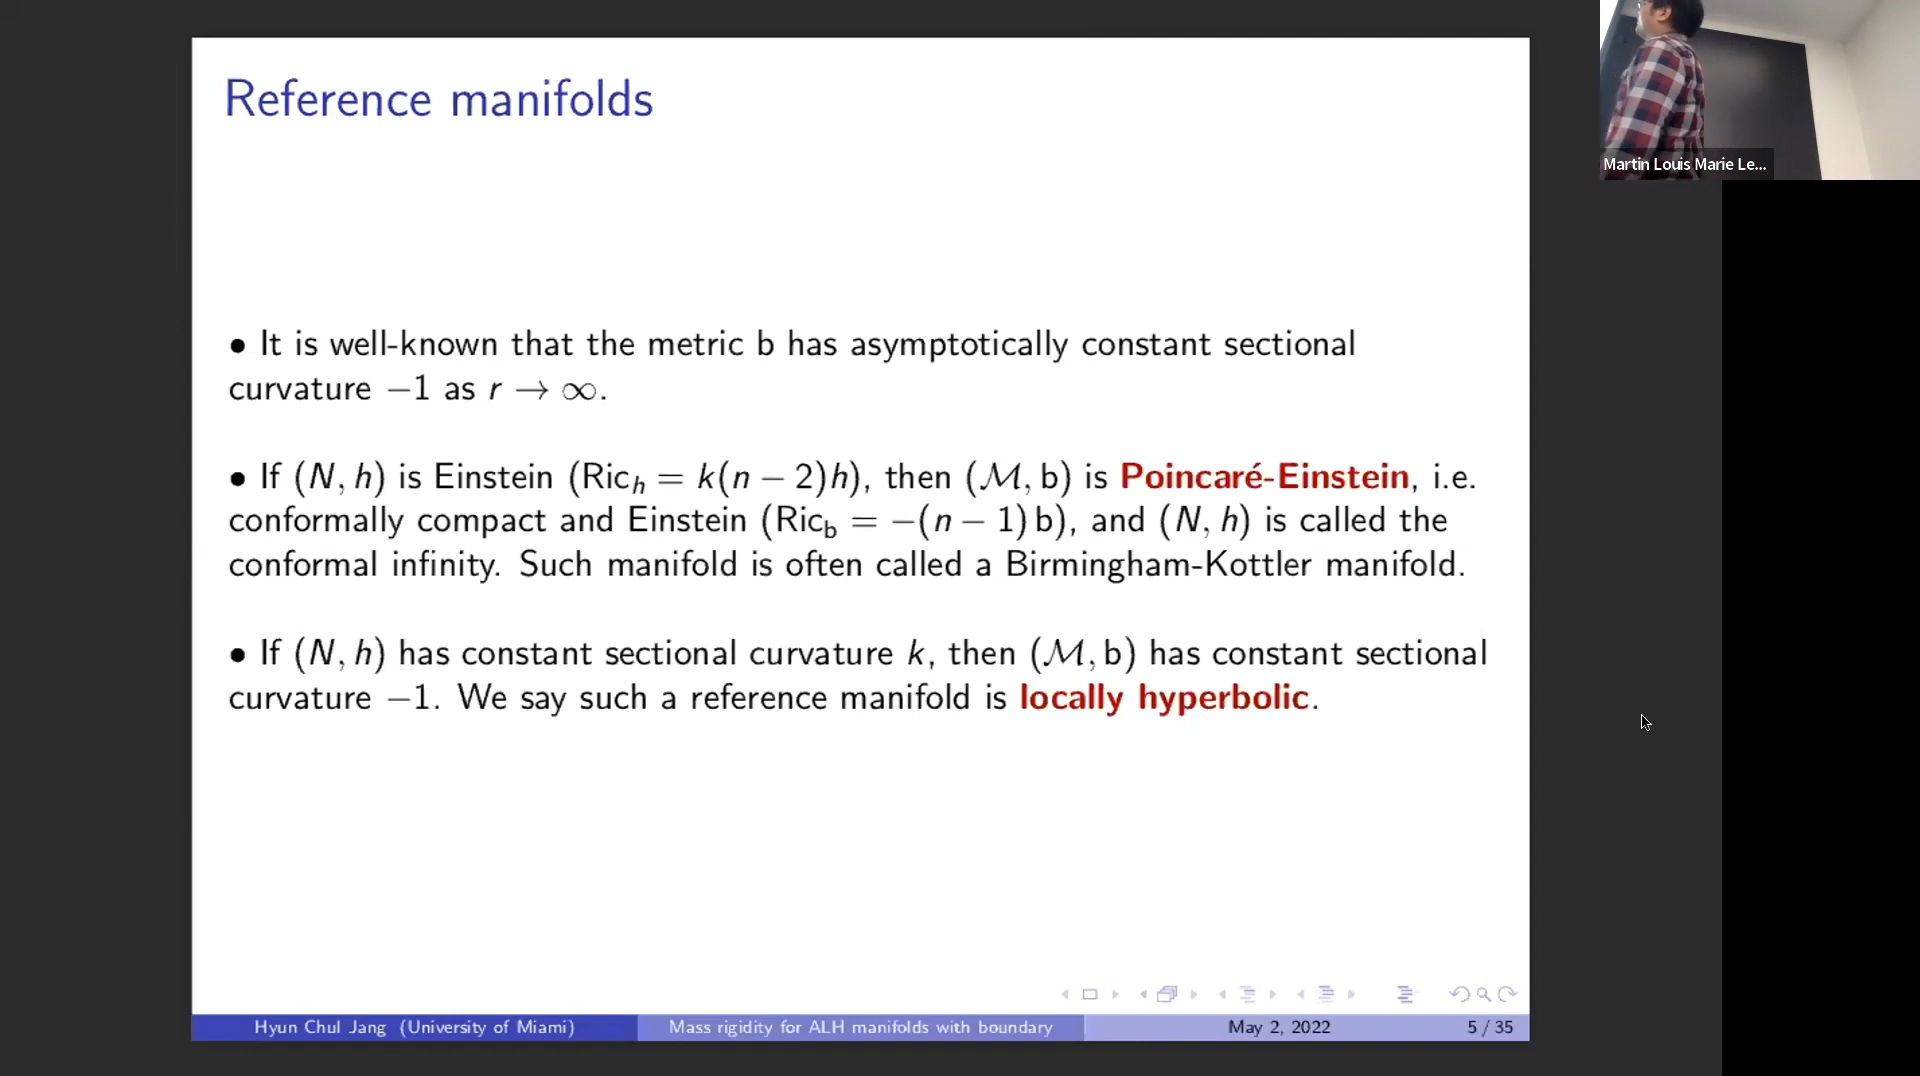 Reference manifolds
• It is well-known that the metric b has asymptotically constant sectional
curvature −1 as r → ∞.
• If (N, h) is Einstein (Ric_h = k(n − 2)h), then (ℳ, b) is Poincaré-Einstein, i.e.
conformally compact and Einstein (Ric_b = −(n − 1) b), and (N, h) is called the
conformal infinity. Such manifold is often called a Birmingham-Kottler manifold.
• If (N, h) has constant sectional curvature k, then (ℳ, b) has constant sectional
curvature −1. We say such a reference manifold is locally hyperbolic.
Hyun Chul Jang (University of Miami) Mass rigidity for ALH manifolds with boundary May 2, 2022 5 / 35
Martin Louis Marie Le...